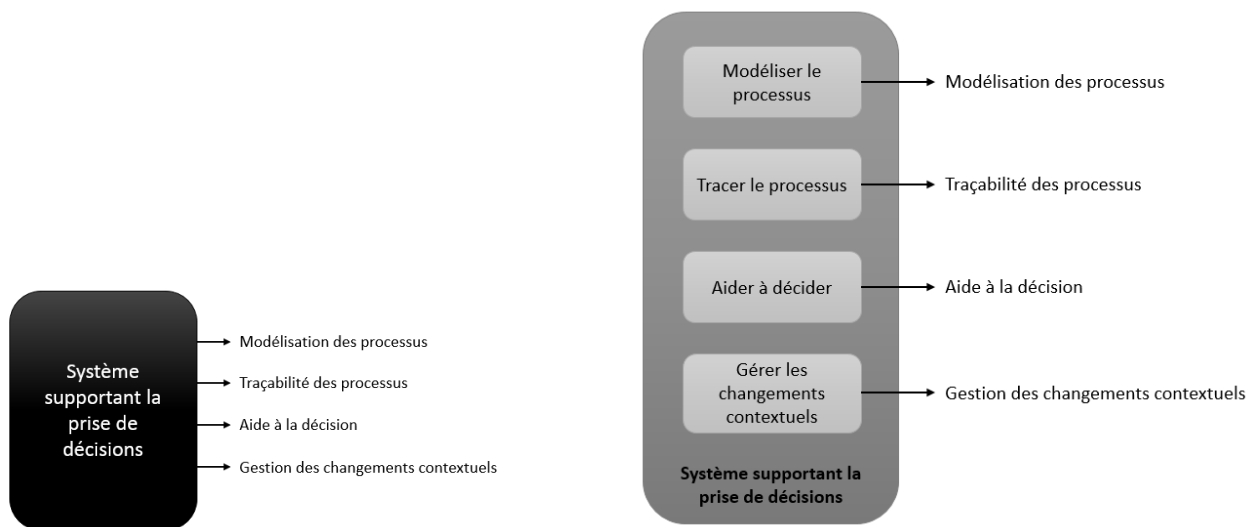 Système
supportant la
prise de
décisions
Modélisation des processus
Traçabilité des processus
Aide à la décision
Gestion des changements contextuels
Modéliser le
processus
Modélisation des processus
Tracer le processus
Traçabilité des processus
Aider à décider
Aide à la décision
Gérer les
changements
contextuels
Gestion des changements contextuels
Système supportant la
prise de décisions